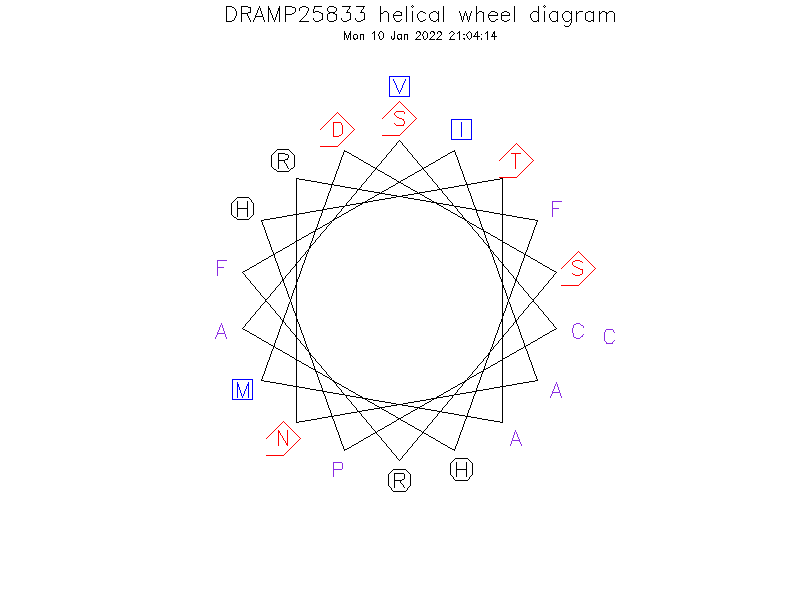 DRAMP25833 helical wheel diagram
Mon 10 Jan 2022 21:04:14
V
S
D
I
R
T
H
F
F
S
A
C C
M
A
N
A
P
H
R